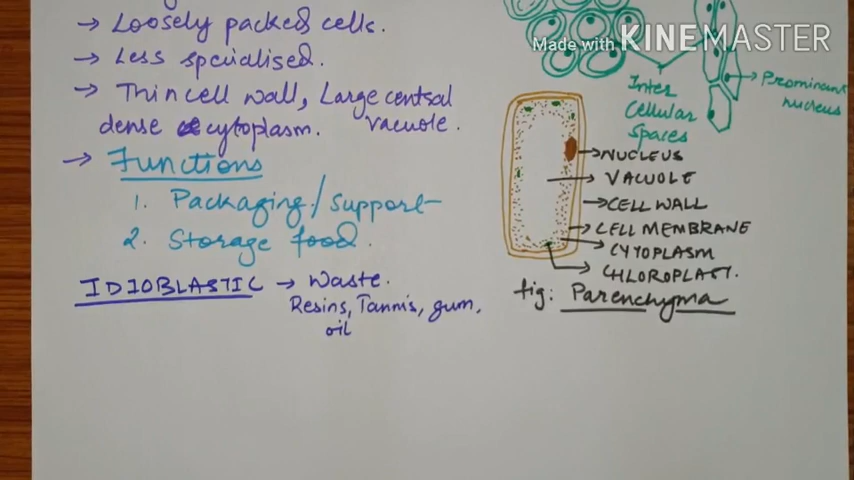 → Loosely packed cells.
→ Less specialised.
→ Thin cell wall, Large central
dense cytoplasm. Vacuole.
→ Functions
1. Packaging/Support
2. Storage food.
IDIOBLASTIC → Waste.
Resins, Tannis, gum,
oil
Made with KINEMASTER
Inter
Cellular
Spaces
→ Prominant
nucleus
→ NUCLEUS
→ VACUOLE
→ CELL WALL
→ CELL MEMBRANE
→ CYTOPLASM
→ CHLOROPLAST.
fig: Parenchyma